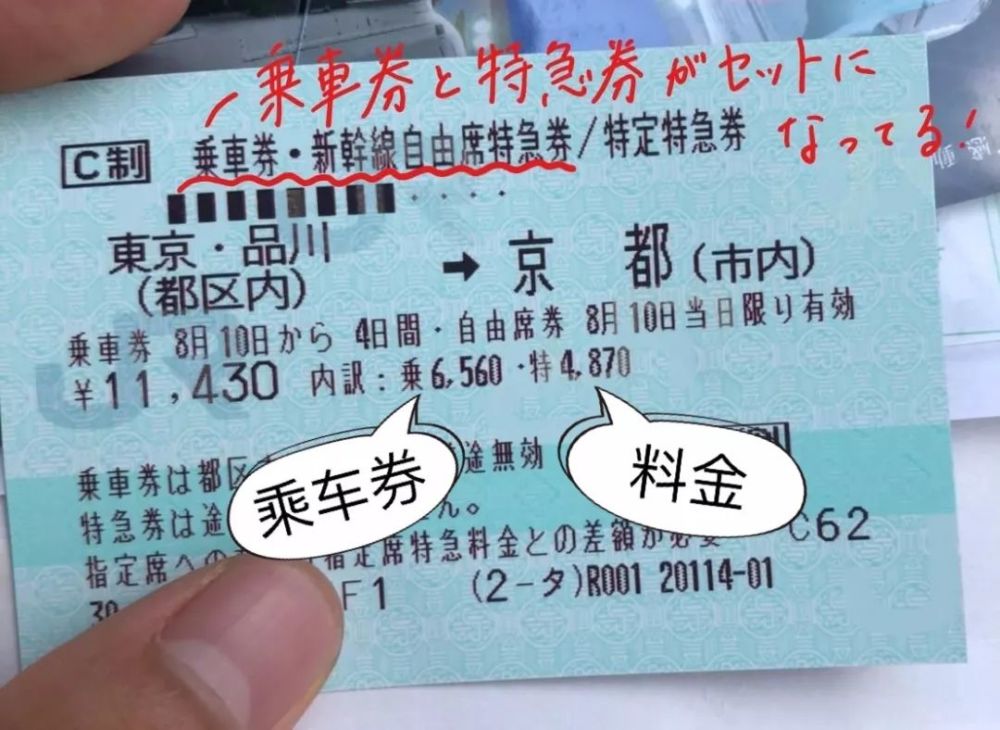 乗車券と特急券がセットに
なってる!
C制 乗車券・新幹線自由席特急券/特定特急券
東京・品川 → 京都(市内)
(都区内)
乗車券 8月10日から 4日間・自由席券 8月10日当日限り有効
¥11,430 内訳:乗6,560・特4,870
乗车券
料金
乗車券は都区 途無効
特急券は途 ん。
指定席への 指定席特急料金との差額が必要 C62
30 F1 (2-タ)R001 20114-01
感動